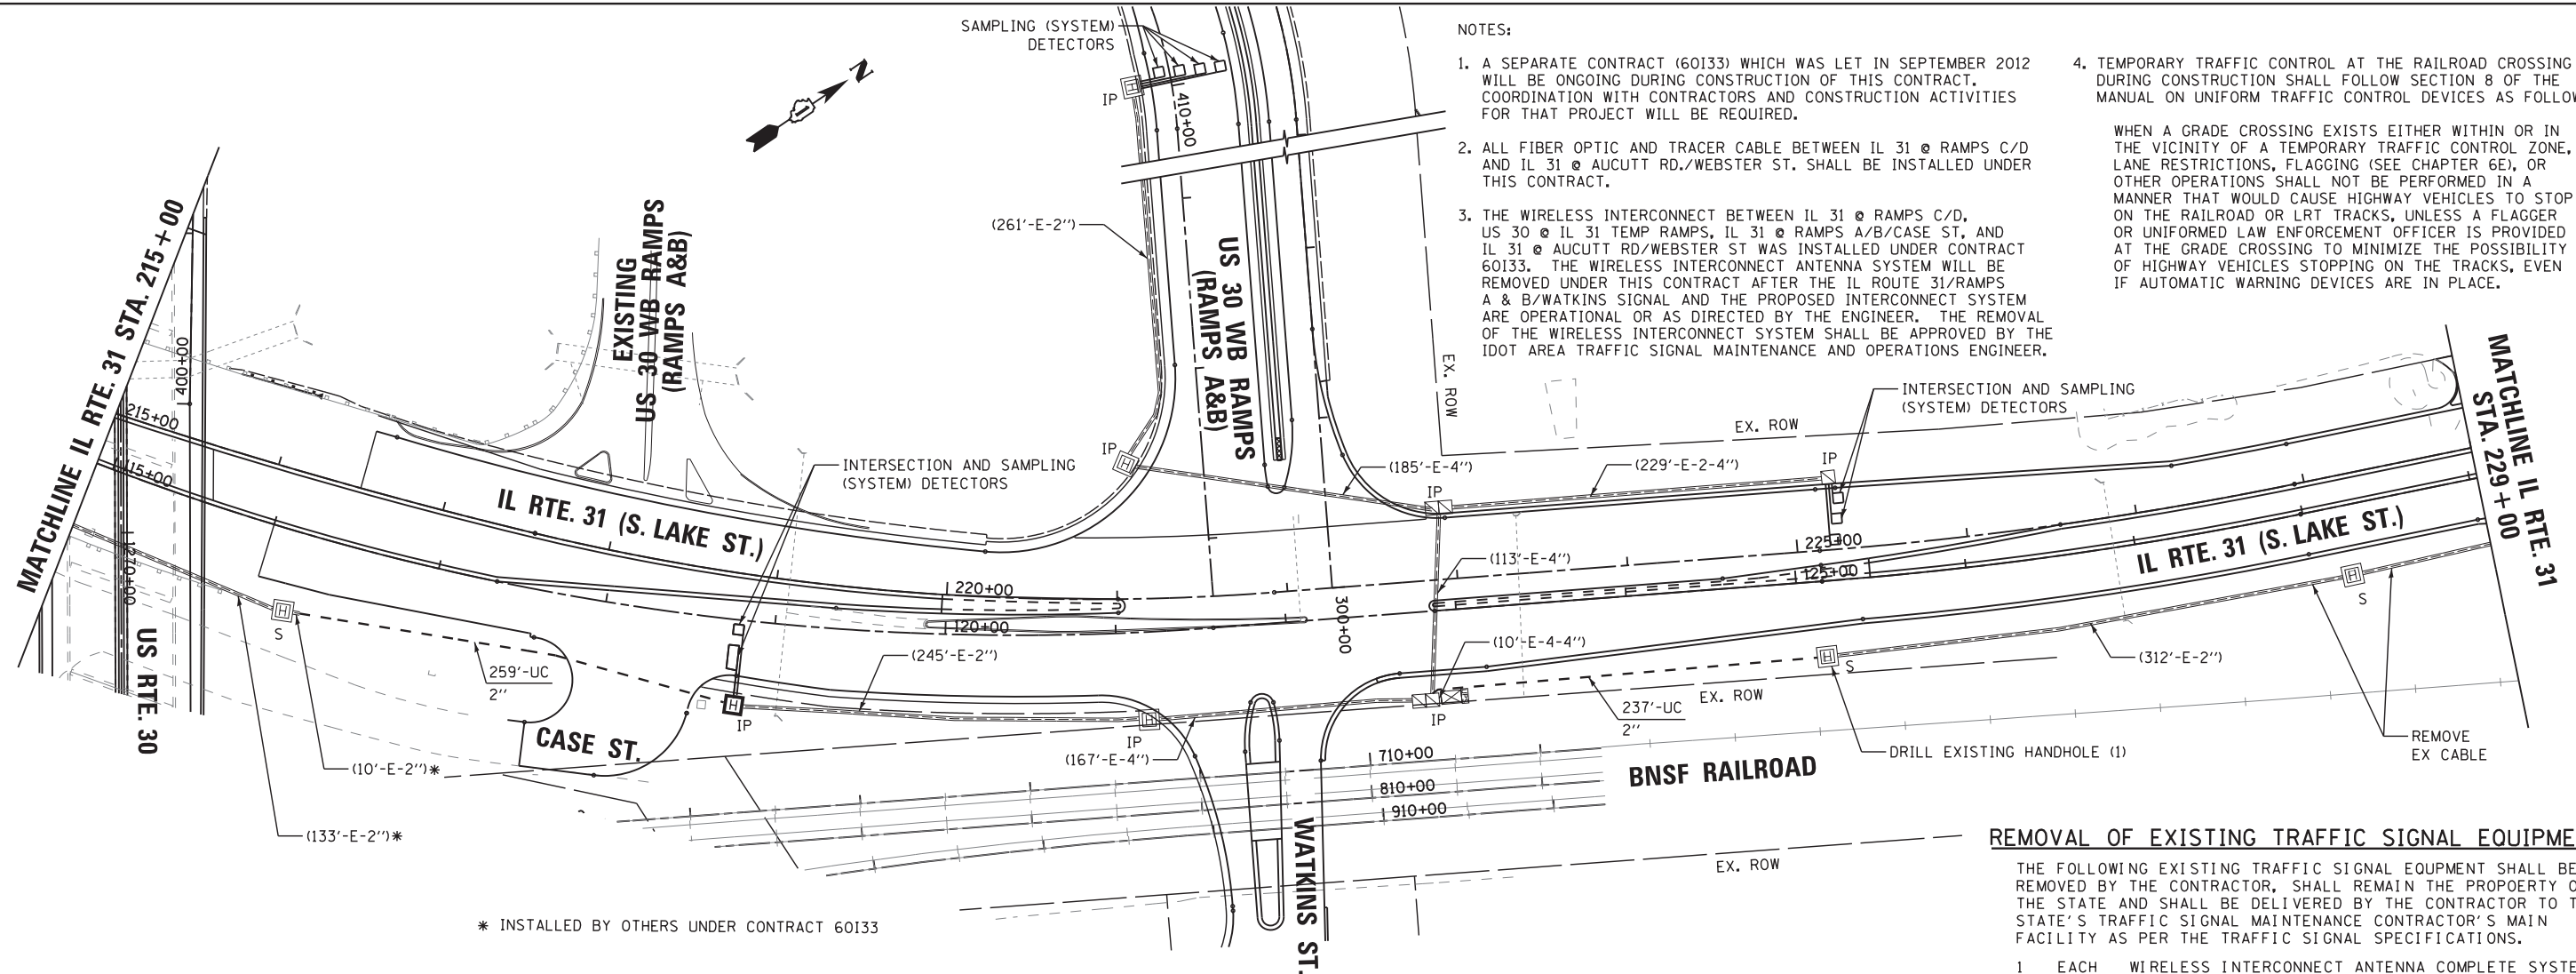 SAMPLING (SYSTEM)
DETECTORS
N
IP
410+00
NOTES:
1. A SEPARATE CONTRACT (60I33) WHICH WAS LET IN SEPTEMBER 2012
WILL BE ONGOING DURING CONSTRUCTION OF THIS CONTRACT.
COORDINATION WITH CONTRACTORS AND CONSTRUCTION ACTIVITIES
FOR THAT PROJECT WILL BE REQUIRED.
2. ALL FIBER OPTIC AND TRACER CABLE BETWEEN IL 31 @ RAMPS C/D
AND IL 31 @ AUCUTT RD./WEBSTER ST. SHALL BE INSTALLED UNDER
THIS CONTRACT.
3. THE WIRELESS INTERCONNECT BETWEEN IL 31 @ RAMPS C/D,
US 30 @ IL 31 TEMP RAMPS, IL 31 @ RAMPS A/B/CASE ST, AND
IL 31 @ AUCUTT RD/WEBSTER ST WAS INSTALLED UNDER CONTRACT
60I33. THE WIRELESS INTERCONNECT ANTENNA SYSTEM WILL BE
REMOVED UNDER THIS CONTRACT AFTER THE IL ROUTE 31/RAMPS
A & B/WATKINS SIGNAL AND THE PROPOSED INTERCONNECT SYSTEM
ARE OPERATIONAL OR AS DIRECTED BY THE ENGINEER. THE REMOVAL
OF THE WIRELESS INTERCONNECT SYSTEM SHALL BE APPROVED BY THE
IDOT AREA TRAFFIC SIGNAL MAINTENANCE AND OPERATIONS ENGINEER.
4. TEMPORARY TRAFFIC CONTROL AT THE RAILROAD CROSSING
DURING CONSTRUCTION SHALL FOLLOW SECTION 8 OF THE
MANUAL ON UNIFORM TRAFFIC CONTROL DEVICES AS FOLLOW
WHEN A GRADE CROSSING EXISTS EITHER WITHIN OR IN
THE VICINITY OF A TEMPORARY TRAFFIC CONTROL ZONE,
LANE RESTRICTIONS, FLAGGING (SEE CHAPTER 6E), OR
OTHER OPERATIONS SHALL NOT BE PERFORMED IN A
MANNER THAT WOULD CAUSE HIGHWAY VEHICLES TO STOP
ON THE RAILROAD OR LRT TRACKS, UNLESS A FLAGGER
OR UNIFORMED LAW ENFORCEMENT OFFICER IS PROVIDED
AT THE GRADE CROSSING TO MINIMIZE THE POSSIBILITY
OF HIGHWAY VEHICLES STOPPING ON THE TRACKS, EVEN
IF AUTOMATIC WARNING DEVICES ARE IN PLACE.
MATCHLINE IL RTE. 31 STA. 215+00
400+00
EXISTING
US 30 WB RAMPS
(RAMPS A&B)
(261'-E-2'')
US 30 WB RAMPS
(RAMPS A&B)
EX. ROW
EX. ROW
INTERSECTION AND SAMPLING
(SYSTEM) DETECTORS
MATCHLINE IL RTE. 31
STA. 229+00
215+00
115+00
IL RTE. 31 (S. LAKE ST.)
INTERSECTION AND SAMPLING
(SYSTEM) DETECTORS
IP
H
(185'-E-4'')
(229'-E-2-4'')
IP
IP
1270+00
H
S
US RTE. 30
220+00
120+00
300+00
(113'-E-4'')
225+00
125+00
IL RTE. 31 (S. LAKE ST.)
H
S
259'-UC
2''
(245'-E-2'')
(10'-E-4-4'')
H
S
(312'-E-2'')
H
IP
H
IP
IP
EX. ROW
237'-UC
2''
CASE ST.
(10'-E-2'')*
(167'-E-4'')
710+00
810+00
910+00
BNSF RAILROAD
DRILL EXISTING HANDHOLE (1)
REMOVE
EX CABLE
(133'-E-2'')*
WATKINS ST.
EX. ROW
* INSTALLED BY OTHERS UNDER CONTRACT 60I33
REMOVAL OF EXISTING TRAFFIC SIGNAL EQUIPME
THE FOLLOWING EXISTING TRAFFIC SIGNAL EQUPMENT SHALL BE
REMOVED BY THE CONTRACTOR, SHALL REMAIN THE PROPOERTY O
THE STATE AND SHALL BE DELIVERED BY THE CONTRACTOR TO T
STATE'S TRAFFIC SIGNAL MAINTENANCE CONTRACTOR'S MAIN
FACILITY AS PER THE TRAFFIC SIGNAL SPECIFICATIONS.
1 EACH WIRELESS INTERCONNECT ANTENNA COMPLETE SYSTE